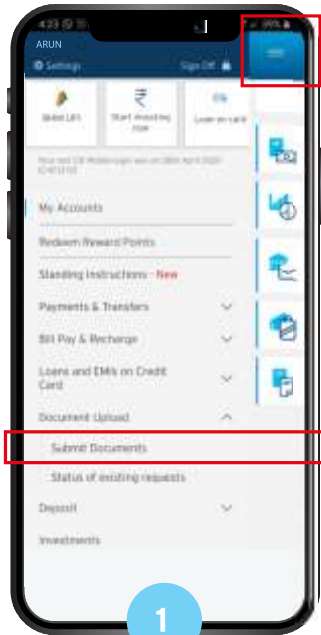 4:23
ARUN
Settings
Sign Off
Start investing
now
Loan on card
My Accounts
Redeem Reward Points
Standing Instructions - New
Payments & Transfers
Bill Pay & Recharge
Loans and EMIs on Credit
Card
Document Upload
Submit Documents
Status of existing requests
Deposit
Investments
1